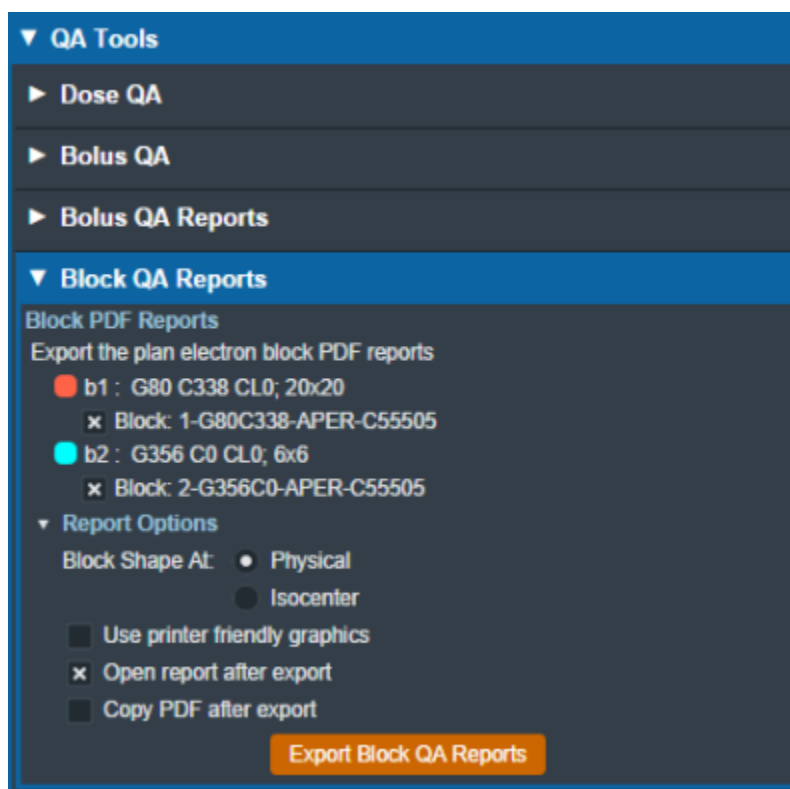 QA Tools
Dose QA
Bolus QA
Bolus QA Reports
Block QA Reports
Block PDF Reports
Export the plan electron block PDF reports
b1 : G80 C338 CL0; 20x20
Block: 1-G80C338-APER-C55505
b2 : G356 C0 CL0; 6x6
Block: 2-G356C0-APER-C55505
Report Options
Block Shape At: Physical
Isocenter
Use printer friendly graphics
Open report after export
Copy PDF after export
Export Block QA Reports